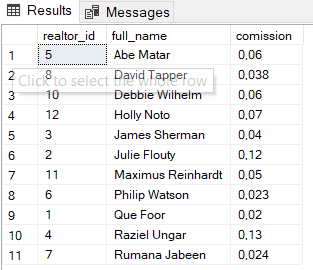 Results Messages
realtor_id full_name comission
1 5 Abe Matar 0,06
2 8 David Tapper 0,038
Click to select the whole row
3 10 Debbie Wilhelm 0,06
4 12 Holly Noto 0,07
5 3 James Sherman 0,04
6 2 Julie Flouty 0,12
7 11 Maximus Reinhardt 0,05
8 6 Philip Watson 0,023
9 1 Que Foor 0,02
10 4 Raziel Ungar 0,13
11 7 Rumana Jabeen 0,024